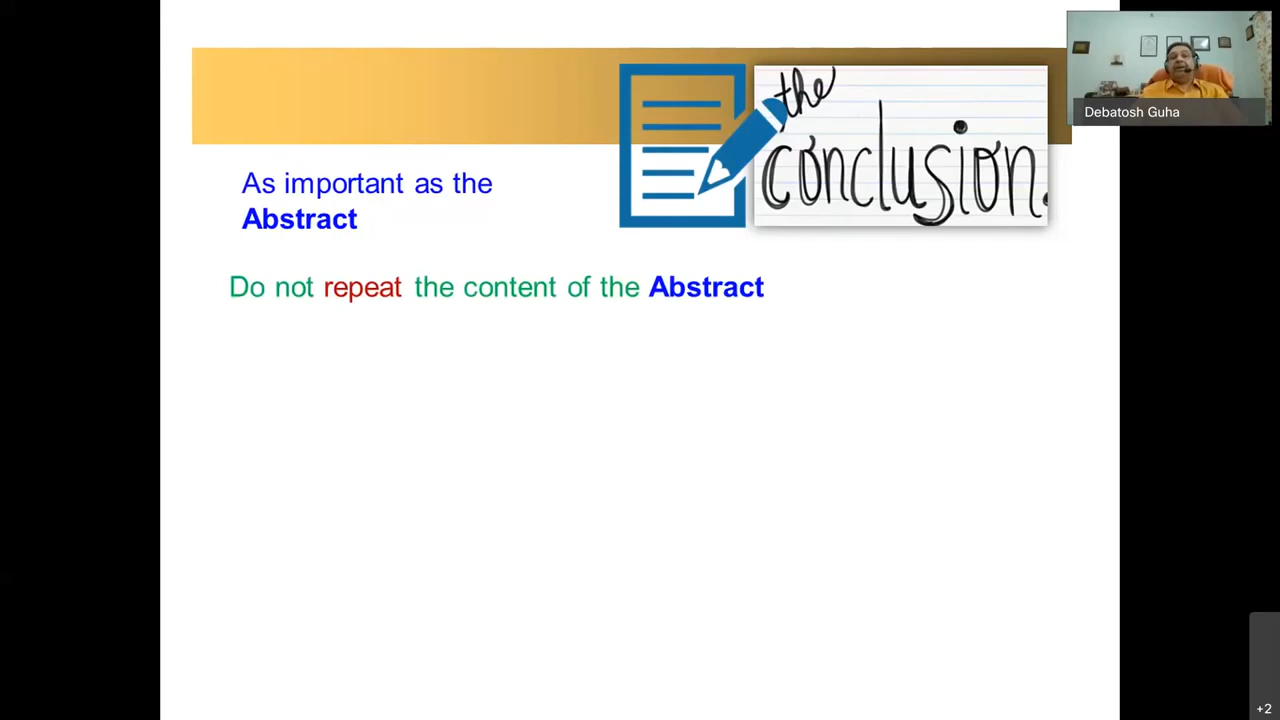 the
conclusion.
Debatosh Guha
As important as the
Abstract
Do not repeat the content of the Abstract
+2